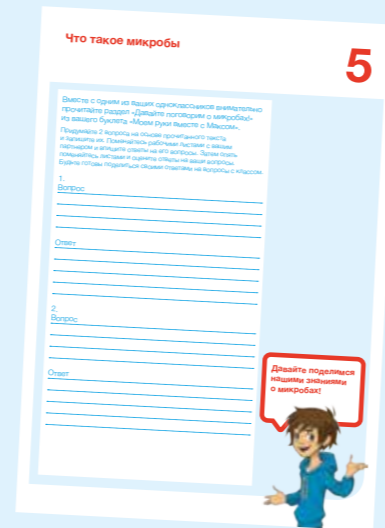 Что такое микробы
5
Вместе с одним из ваших одноклассников внимательно
прочитайте раздел «Давайте поговорим о микробах!»
из вашего буклета «Моем руки вместе с Максом».
Придумайте 2 вопроса на основе прочитанного текста
и запишите их. Поменяйтесь рабочими листами с вашим
партнером и впишите ответы на его вопросы. Затем опять
поменяйтесь листами и оцените ответы на ваши вопросы.
Будьте готовы поделиться своими ответами на вопросы с классом.
1.
Вопрос
Ответ
2.
Вопрос
Ответ
Давайте поделимся
нашими знаниями
о микробах!